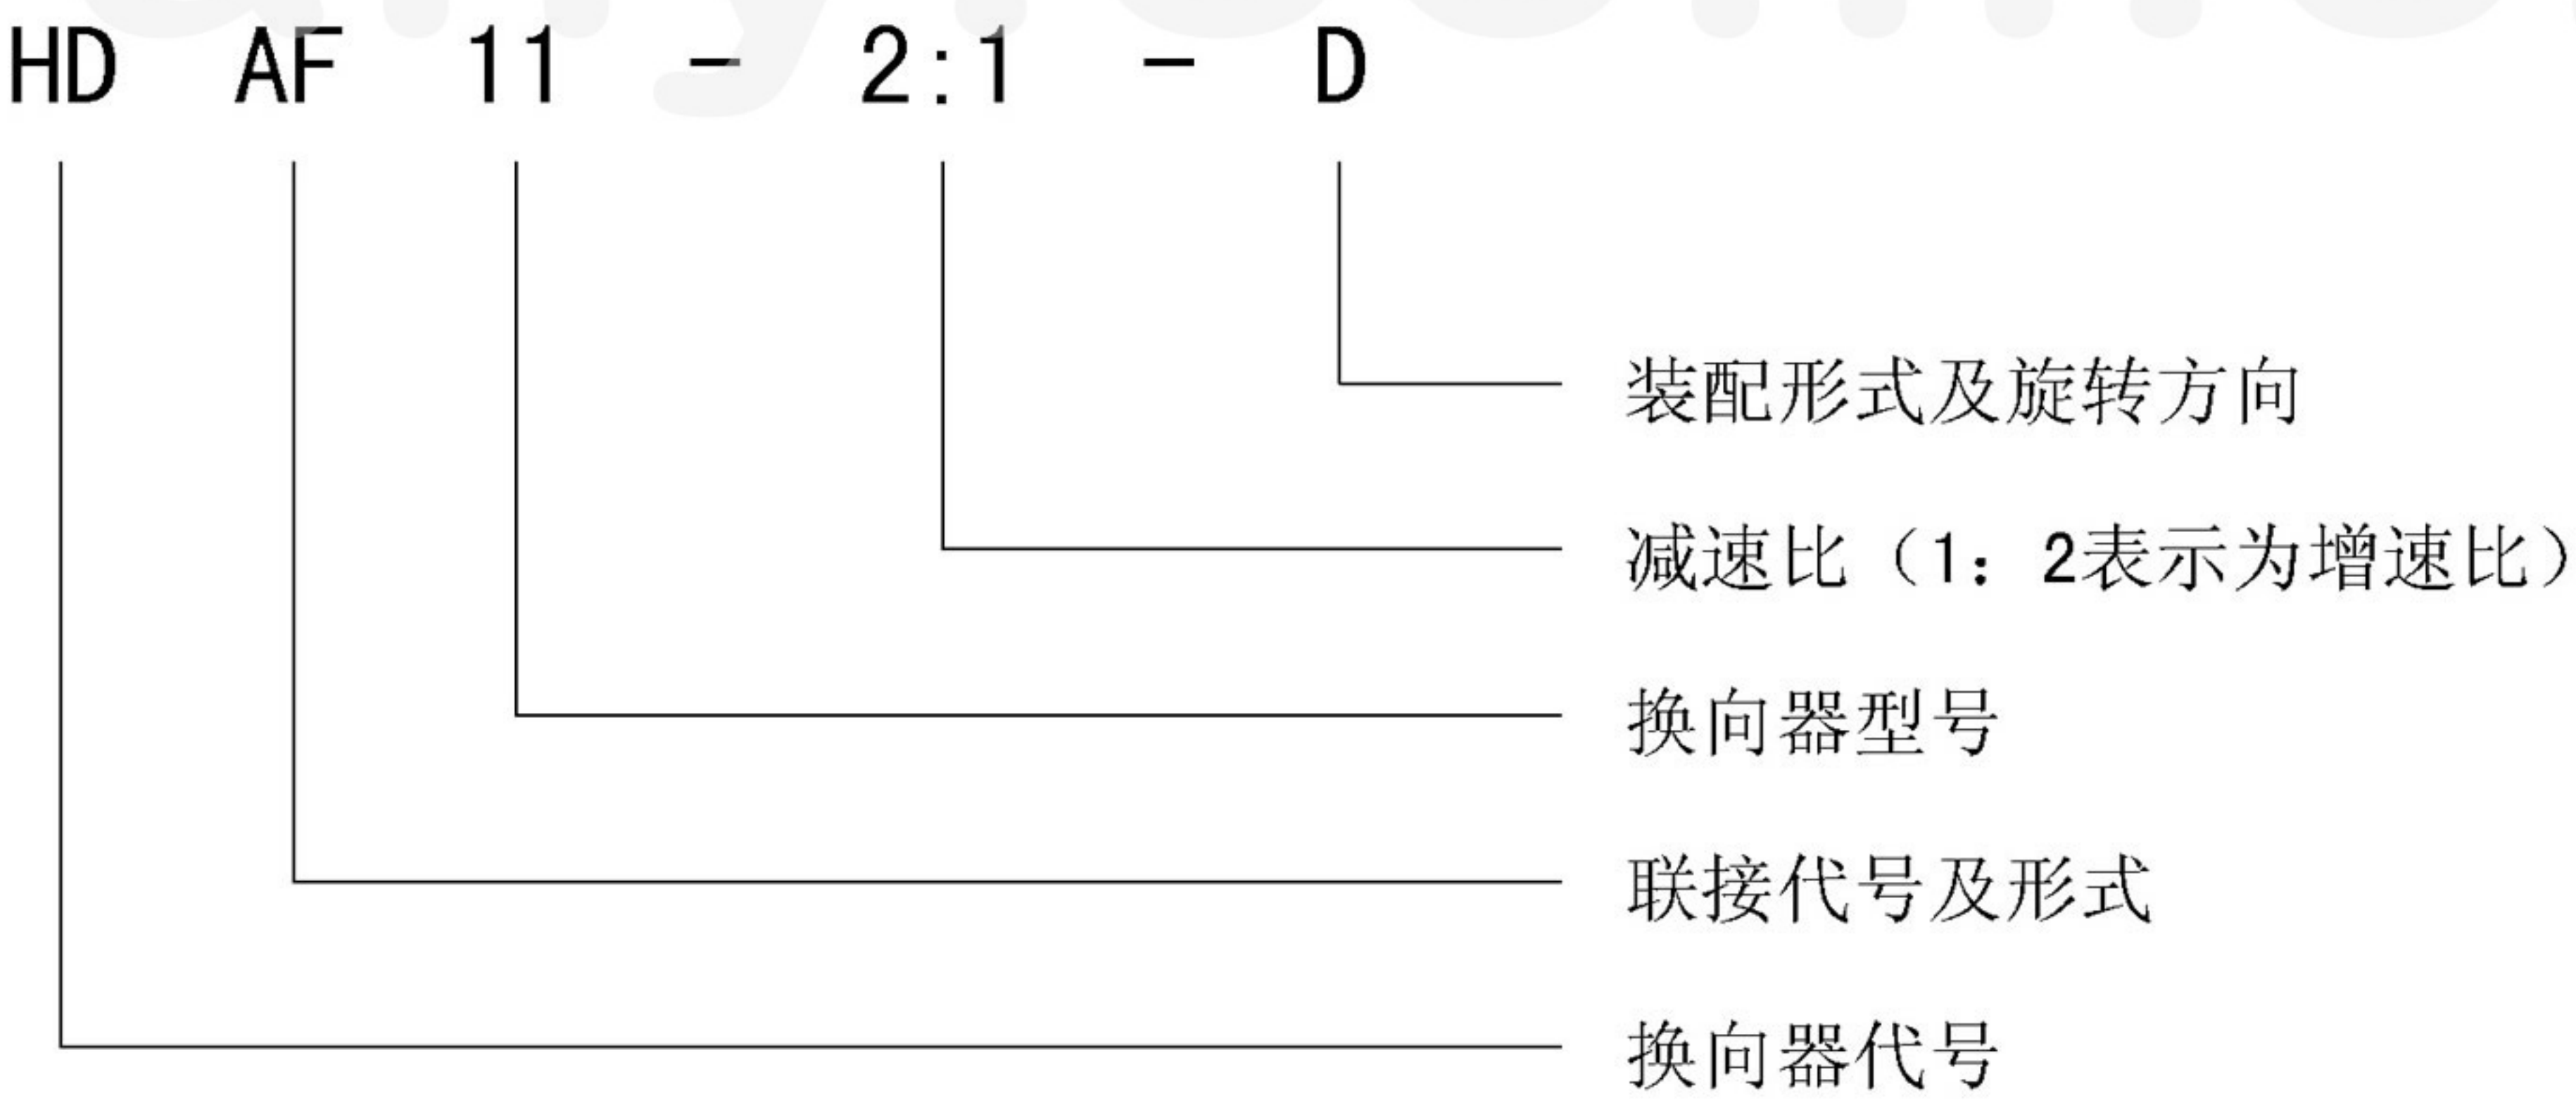 HD AF 11 - 2:1 - D
装配形式及旋转方向
减速比（1：2表示为增速比）
换向器型号
联接代号及形式
换向器代号